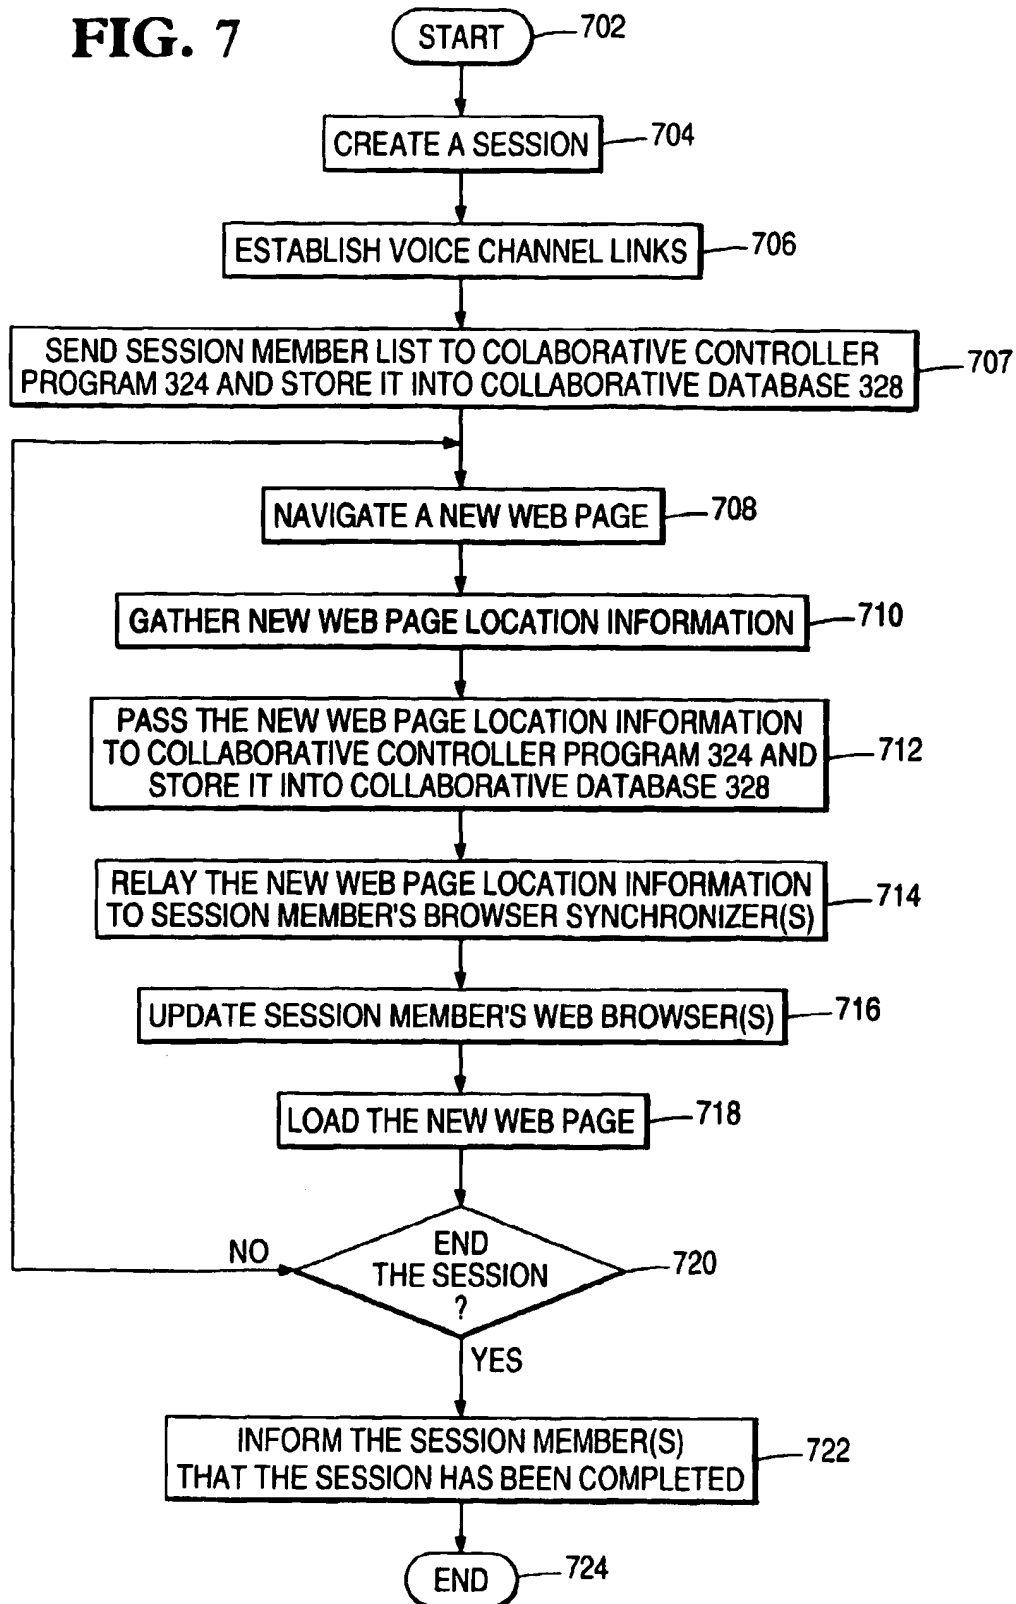 FIG. 7
START
702
CREATE A SESSION
704
ESTABLISH VOICE CHANNEL LINKS
706
SEND SESSION MEMBER LIST TO COLABORATIVE CONTROLLER
PROGRAM 324 AND STORE IT INTO COLLABORATIVE DATABASE 328
707
NAVIGATE A NEW WEB PAGE
708
GATHER NEW WEB PAGE LOCATION INFORMATION
710
PASS THE NEW WEB PAGE LOCATION INFORMATION
TO COLLABORATIVE CONTROLLER PROGRAM 324 AND
STORE IT INTO COLLABORATIVE DATABASE 328
712
RELAY THE NEW WEB PAGE LOCATION INFORMATION
TO SESSION MEMBER'S BROWSER SYNCHRONIZER(S)
714
UPDATE SESSION MEMBER'S WEB BROWSER(S)
716
LOAD THE NEW WEB PAGE
718
NO
END
THE SESSION
?
720
YES
INFORM THE SESSION MEMBER(S)
THAT THE SESSION HAS BEEN COMPLETED
722
END
724